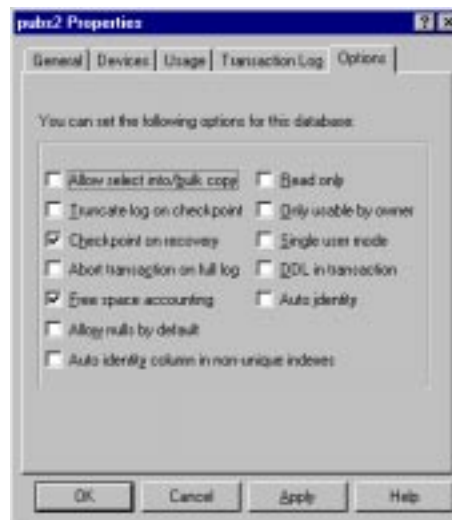 pubs2 Properties
General Devices Usage Transaction Log Options
You can set the following options for this database:
Allow select into/bulk copy Read only
Truncate log on checkpoint Only usable by owner
Checkpoint on recovery Single user mode
Abort transaction on full log DDL in transaction
Free space accounting Auto identity
Allow nulls by default
Auto identity column in non-unique indexes
OK Cancel Apply Help